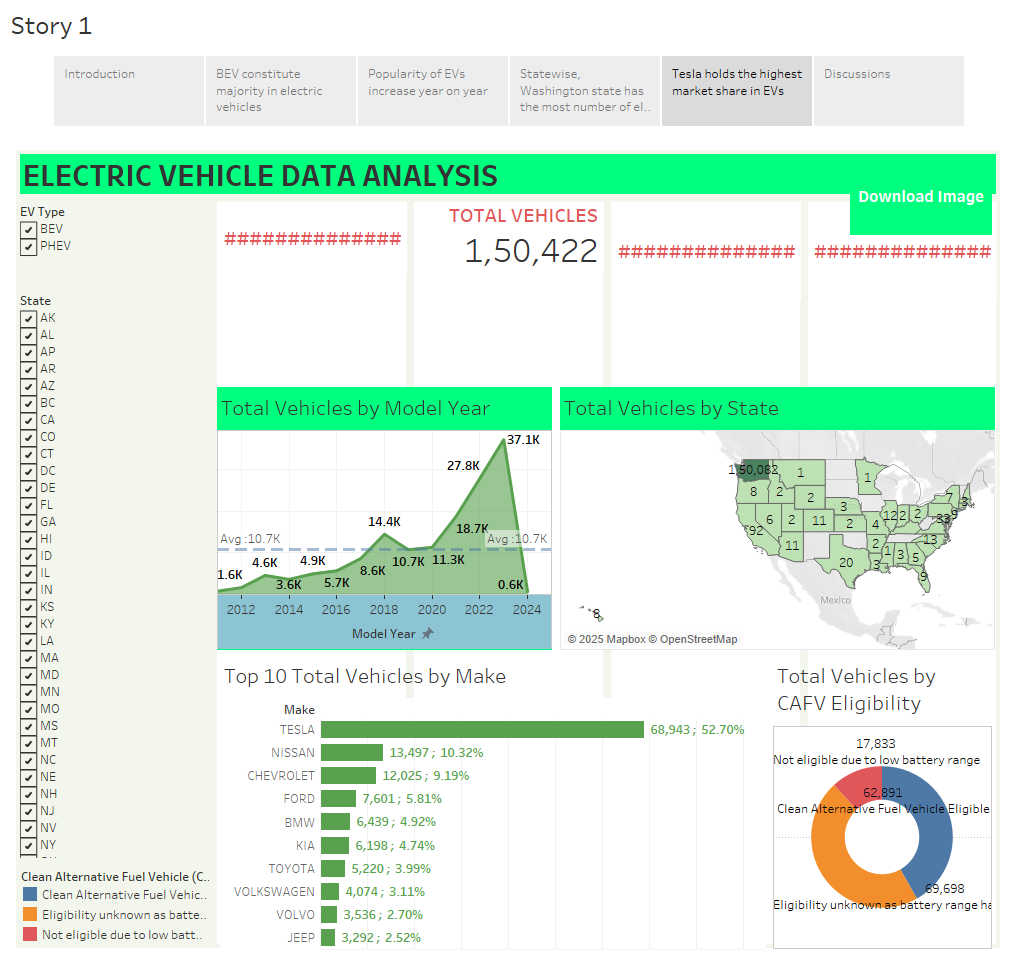 Story 1
Introduction
BEV constitute
majority in electric
vehicles
Popularity of EVs
increase year on year
Statewise,
Washington state has
the most number of el..
Tesla holds the highest
market share in EVs
Discussions
ELECTRIC VEHICLE DATA ANALYSIS
Download Image
EV Type
BEV
PHEV
State
AK
AL
AP
AR
AZ
BC
CA
CO
CT
DC
DE
FL
GA
HI
ID
IL
IN
KS
KY
LA
MA
MD
MN
MO
MS
MT
NC
NE
NH
NJ
NV
NY
Clean Alternative Fuel Vehicle (C..
Clean Alternative Fuel Vehic..
Eligibility unknown as batte..
Not eligible due to low batt..
##############
TOTAL VEHICLES
1,50,422
##############
##############
Total Vehicles by Model Year
37.1K
27.8K
14.4K
18.7K
Avg :10.7K
Avg :10.7K
1.6K
4.6K
3.6K
4.9K
5.7K
8.6K
10.7K
11.3K
0.6K
2012 2014 2016 2018 2020 2022 2024
Model Year
Total Vehicles by State
1,50,082
1
1
8
2
2
3
7
3
92
6
2
11
2
4
12
2
2
33
9
11
20
2
3
1
3
5
13
9
8
Mexico
© 2025 Mapbox © OpenStreetMap
Top 10 Total Vehicles by Make
Make
TESLA 68,943 ; 52.70%
NISSAN 13,497 ; 10.32%
CHEVROLET 12,025 ; 9.19%
FORD 7,601 ; 5.81%
BMW 6,439 ; 4.92%
KIA 6,198 ; 4.74%
TOYOTA 5,220 ; 3.99%
VOLKSWAGEN 4,074 ; 3.11%
VOLVO 3,536 ; 2.70%
JEEP 3,292 ; 2.52%
Total Vehicles by
CAFV Eligibility
17,833
Not eligible due to low battery range
62,891
Clean Alternative Fuel Vehicle Eligible
69,698
Eligibility unknown as battery range ha